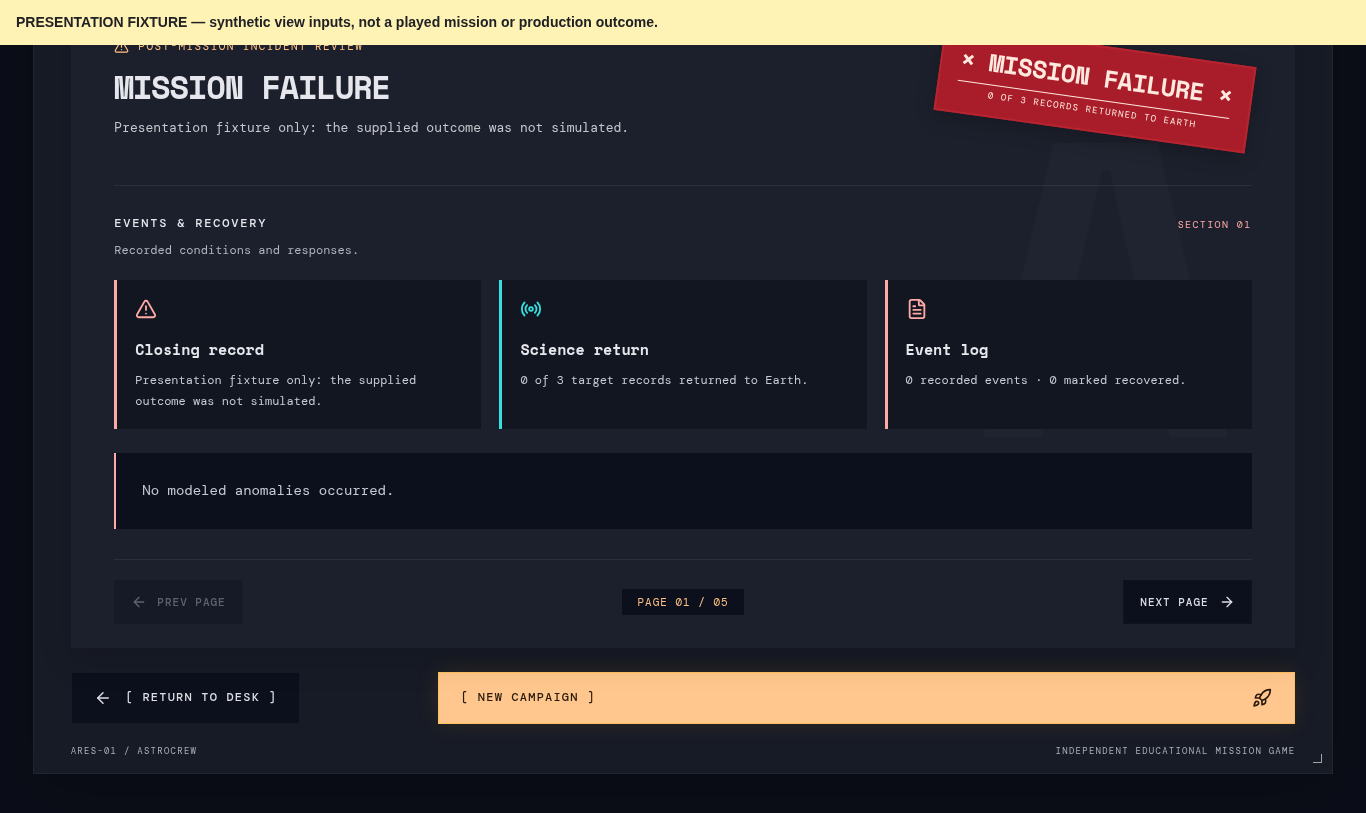 PRESENTATION FIXTURE — synthetic view inputs, not a played mission or production outcome.
POST-MISSION INCIDENT REVIEW
MISSION FAILURE
Presentation fixture only: the supplied outcome was not simulated.
× MISSION FAILURE ×
0 OF 3 RECORDS RETURNED TO EARTH
EVENTS & RECOVERY
SECTION 01
Recorded conditions and responses.
Closing record
Presentation fixture only: the supplied
outcome was not simulated.
Science return
0 of 3 target records returned to Earth.
Event log
0 recorded events · 0 marked recovered.
No modeled anomalies occurred.
PREV PAGE
PAGE 01 / 05
NEXT PAGE
[ RETURN TO DESK ]
[ NEW CAMPAIGN ]
ARES-01 / ASTROCREW
INDEPENDENT EDUCATIONAL MISSION GAME